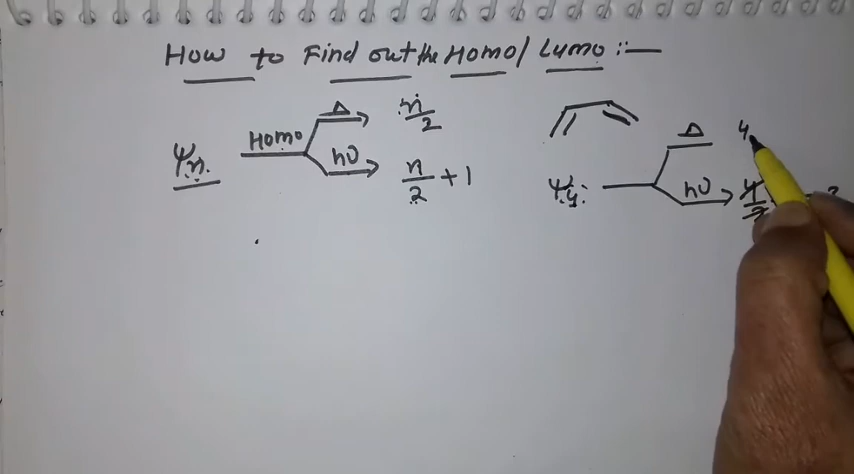 How to Find out the Homo/ Lumo :-
ψn. Homo Δ n/2
hν n/2 + 1
ψ4: Δ 4
hν 4/2